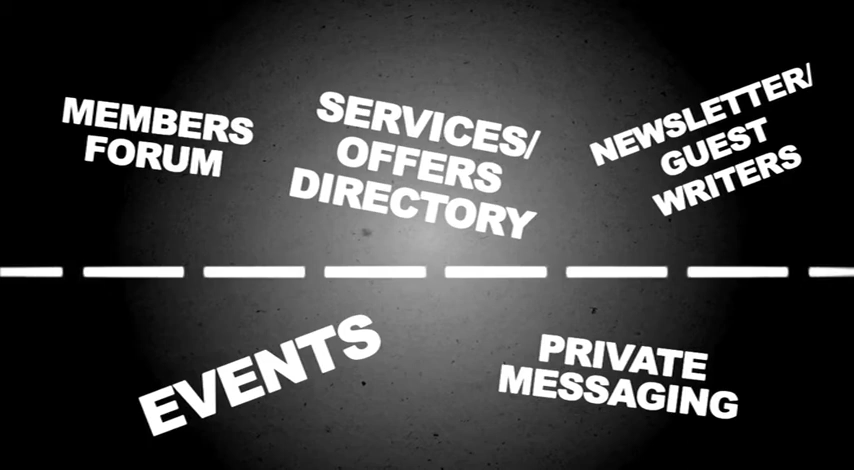 MEMBERS
FORUM
SERVICES/
OFFERS
DIRECTORY
NEWSLETTER/
GUEST
WRITERS
EVENTS
PRIVATE
MESSAGING